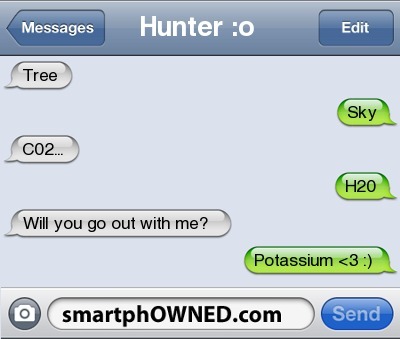 Messages
Hunter :o
Edit
Tree
Sky
C02...
H20
Will you go out with me?
Potassium <3 :)
smartphOWNED.com
Send